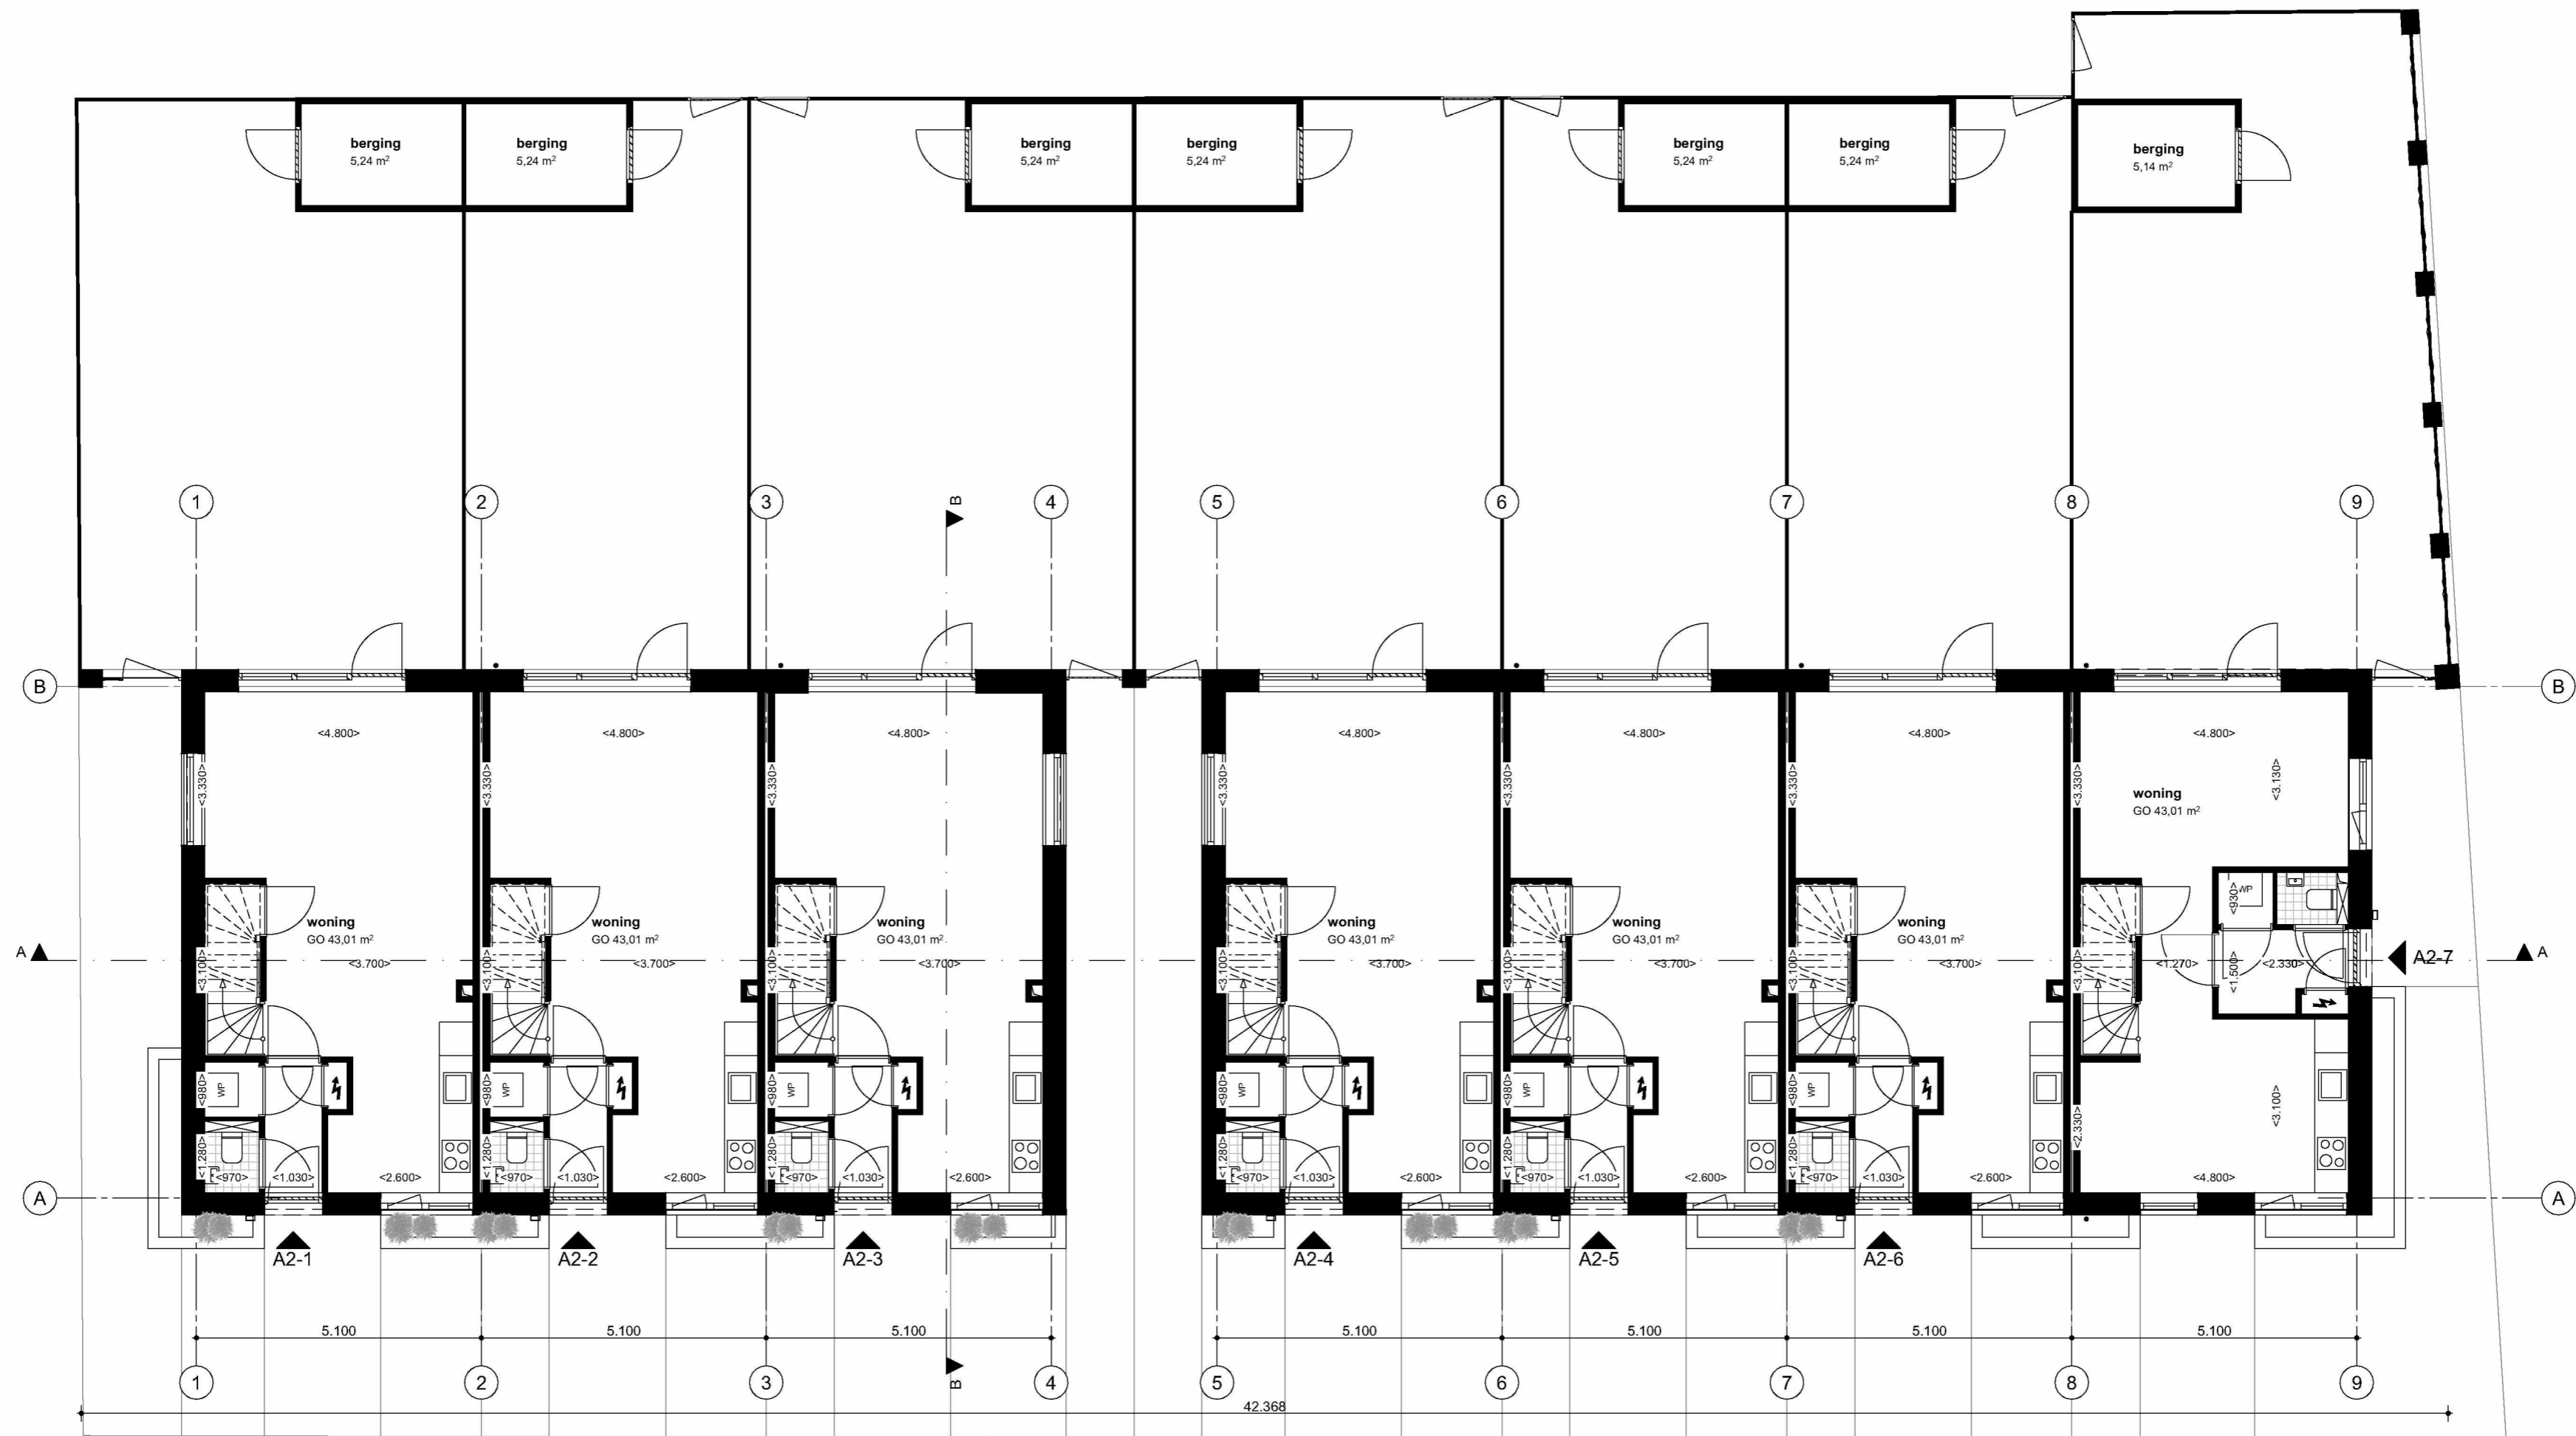 berging
5,24 m²
berging
5,24 m²
berging
5,24 m²
berging
5,24 m²
berging
5,24 m²
berging
5,24 m²
berging
5,14 m²
1
2
3
B
4
5
6
7
8
9
B
B
<4.800>
<4.800>
<4.800>
<4.800>
<4.800>
<4.800>
<4.800>
<3.330>
<3.330>
<3.330>
<3.330>
<3.330>
<3.330>
<3.330>
<3.130>
woning
GO 43,01 m²
woning
GO 43,01 m²
woning
GO 43,01 m²
woning
GO 43,01 m²
woning
GO 43,01 m²
woning
GO 43,01 m²
woning
GO 43,01 m²
<930>
WP
A
<3.100>
<3.700>
<3.100>
<3.700>
<3.100>
<3.700>
<3.100>
<3.700>
<3.100>
<3.700>
<3.100>
<3.700>
<3.100>
<1.270>
<1.500>
<2.330>
A2-7
A
<980>
WP
<980>
WP
<980>
WP
<980>
WP
<980>
WP
<980>
WP
<2.330>
<3.100>
<1.280>
<1.280>
<1.280>
<1.280>
<1.280>
<1.280>
<970>
<1.030>
<2.600>
<970>
<1.030>
<2.600>
<970>
<1.030>
<2.600>
<970>
<1.030>
<2.600>
<970>
<1.030>
<2.600>
<970>
<1.030>
<2.600>
<4.800>
A
A
A2-1
A2-2
A2-3
A2-4
A2-5
A2-6
5.100
5.100
5.100
5.100
5.100
5.100
5.100
1
2
3
B
4
5
6
7
8
9
42.368